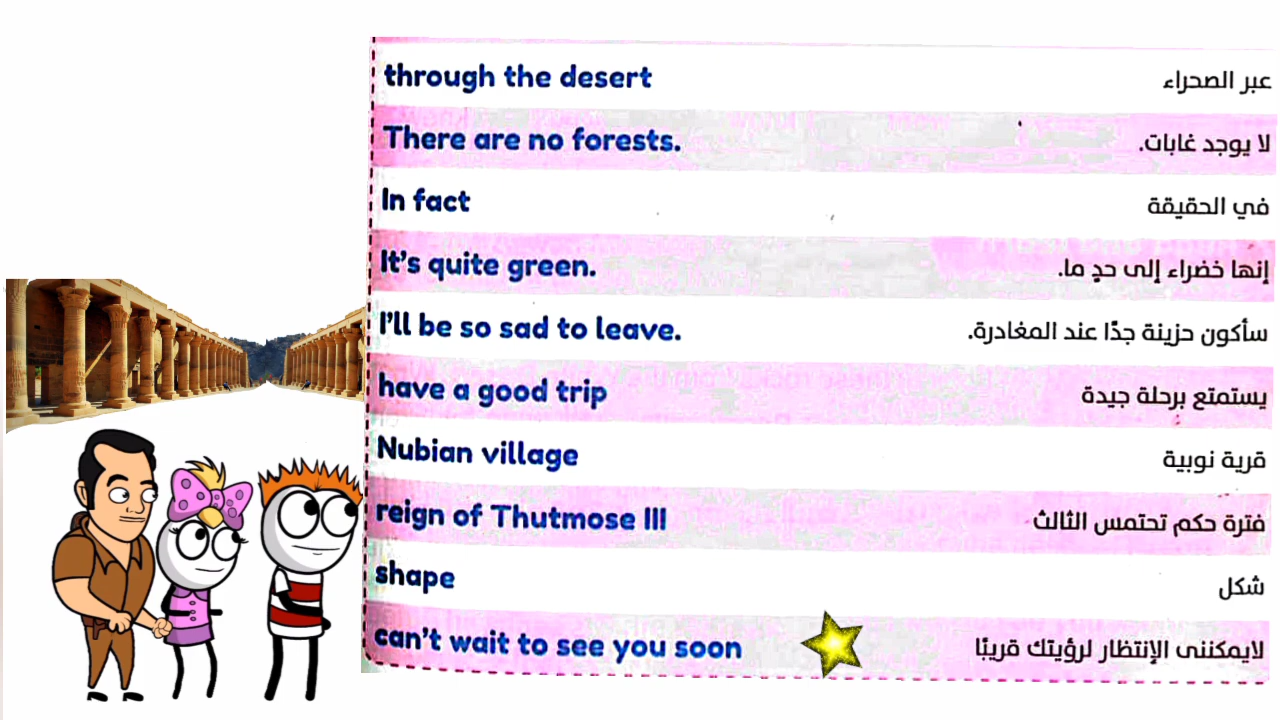 through the desert عبر الصحراء
There are no forests. لا يوجد غابات.
In fact في الحقيقة
It's quite green. إنها خضراء إلى حدٍ ما.
I'll be so sad to leave. سأكون حزينة جدًا عند المغادرة.
have a good trip يستمتع برحلة جيدة
Nubian village قرية نوبية
reign of Thutmose III فترة حكم تحتمس الثالث
shape شكل
can't wait to see you soon لايمكننى الإنتظار لرؤيتك قريبًا